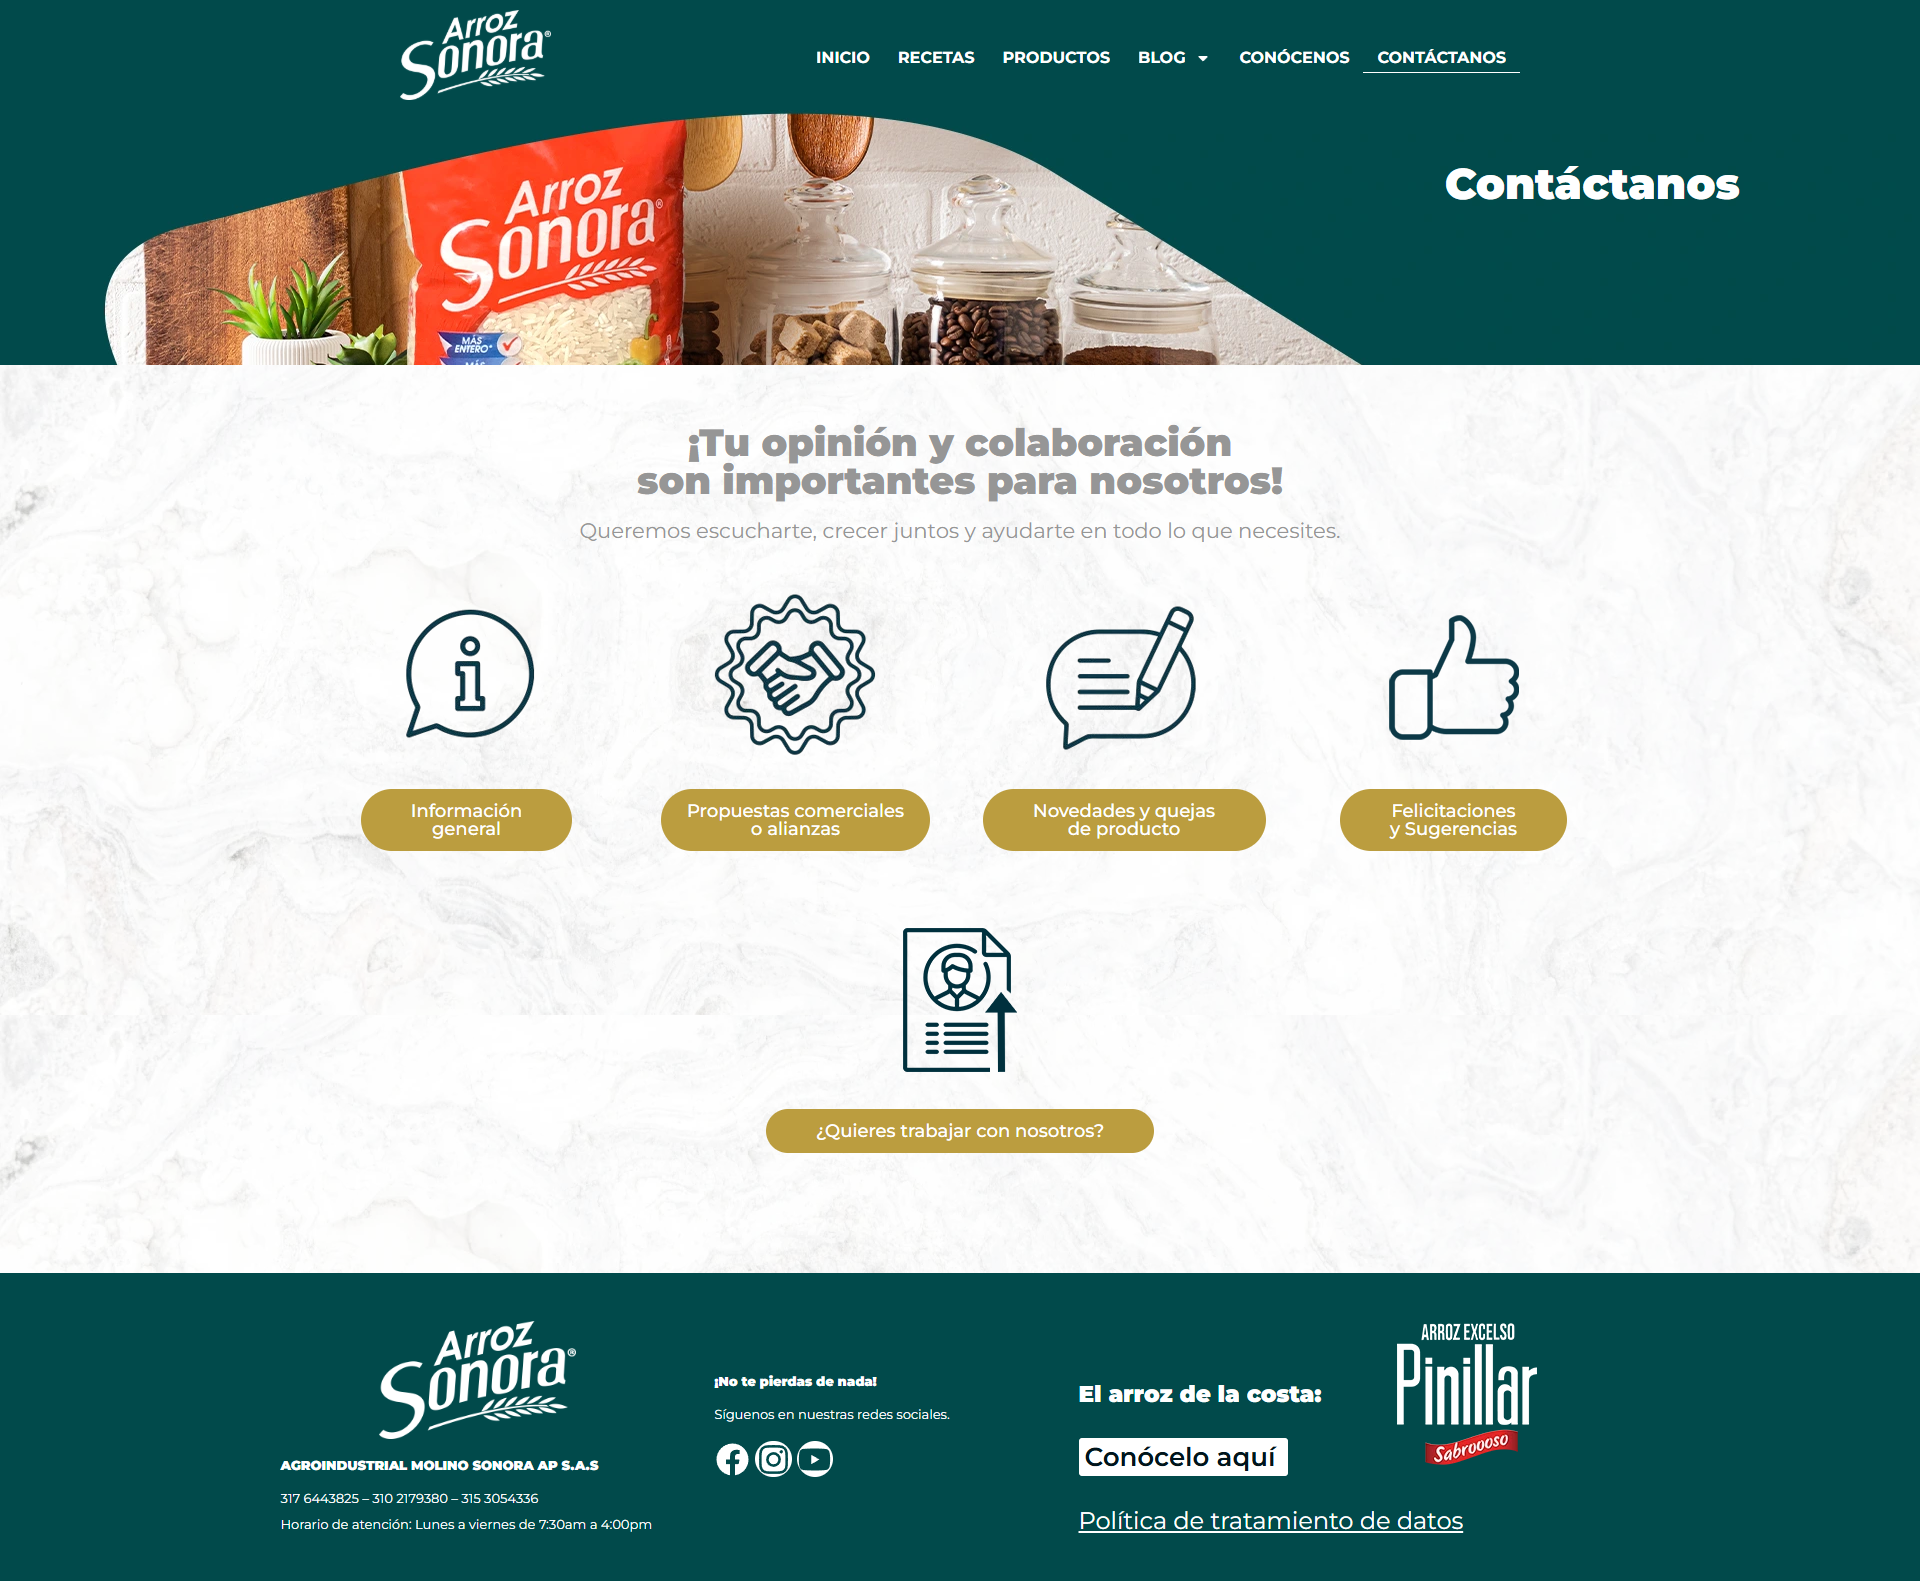 Arroz
Sonora®
INICIO
RECETAS
PRODUCTOS
BLOG
CONÓCENOS
CONTÁCTANOS
Arroz
Sonora®
MÁS
ENTERO*
MÁS
Contáctanos
¡Tu opinión y colaboración
son importantes para nosotros!
Queremos escucharte, crecer juntos y ayudarte en todo lo que necesites.
Información
general
Propuestas comerciales
o alianzas
Novedades y quejas
de producto
Felicitaciones
y Sugerencias
¿Quieres trabajar con nosotros?
Arroz
Sonora®
AGROINDUSTRIAL MOLINO SONORA AP S.A.S
317 6443825 – 310 2179380 – 315 3054336
Horario de atención: Lunes a viernes de 7:30am a 4:00pm
¡No te pierdas de nada!
Síguenos en nuestras redes sociales.
El arroz de la costa:
Conócelo aquí
Política de tratamiento de datos
ARROZ EXCELSO
Pinillar
Sabroooso